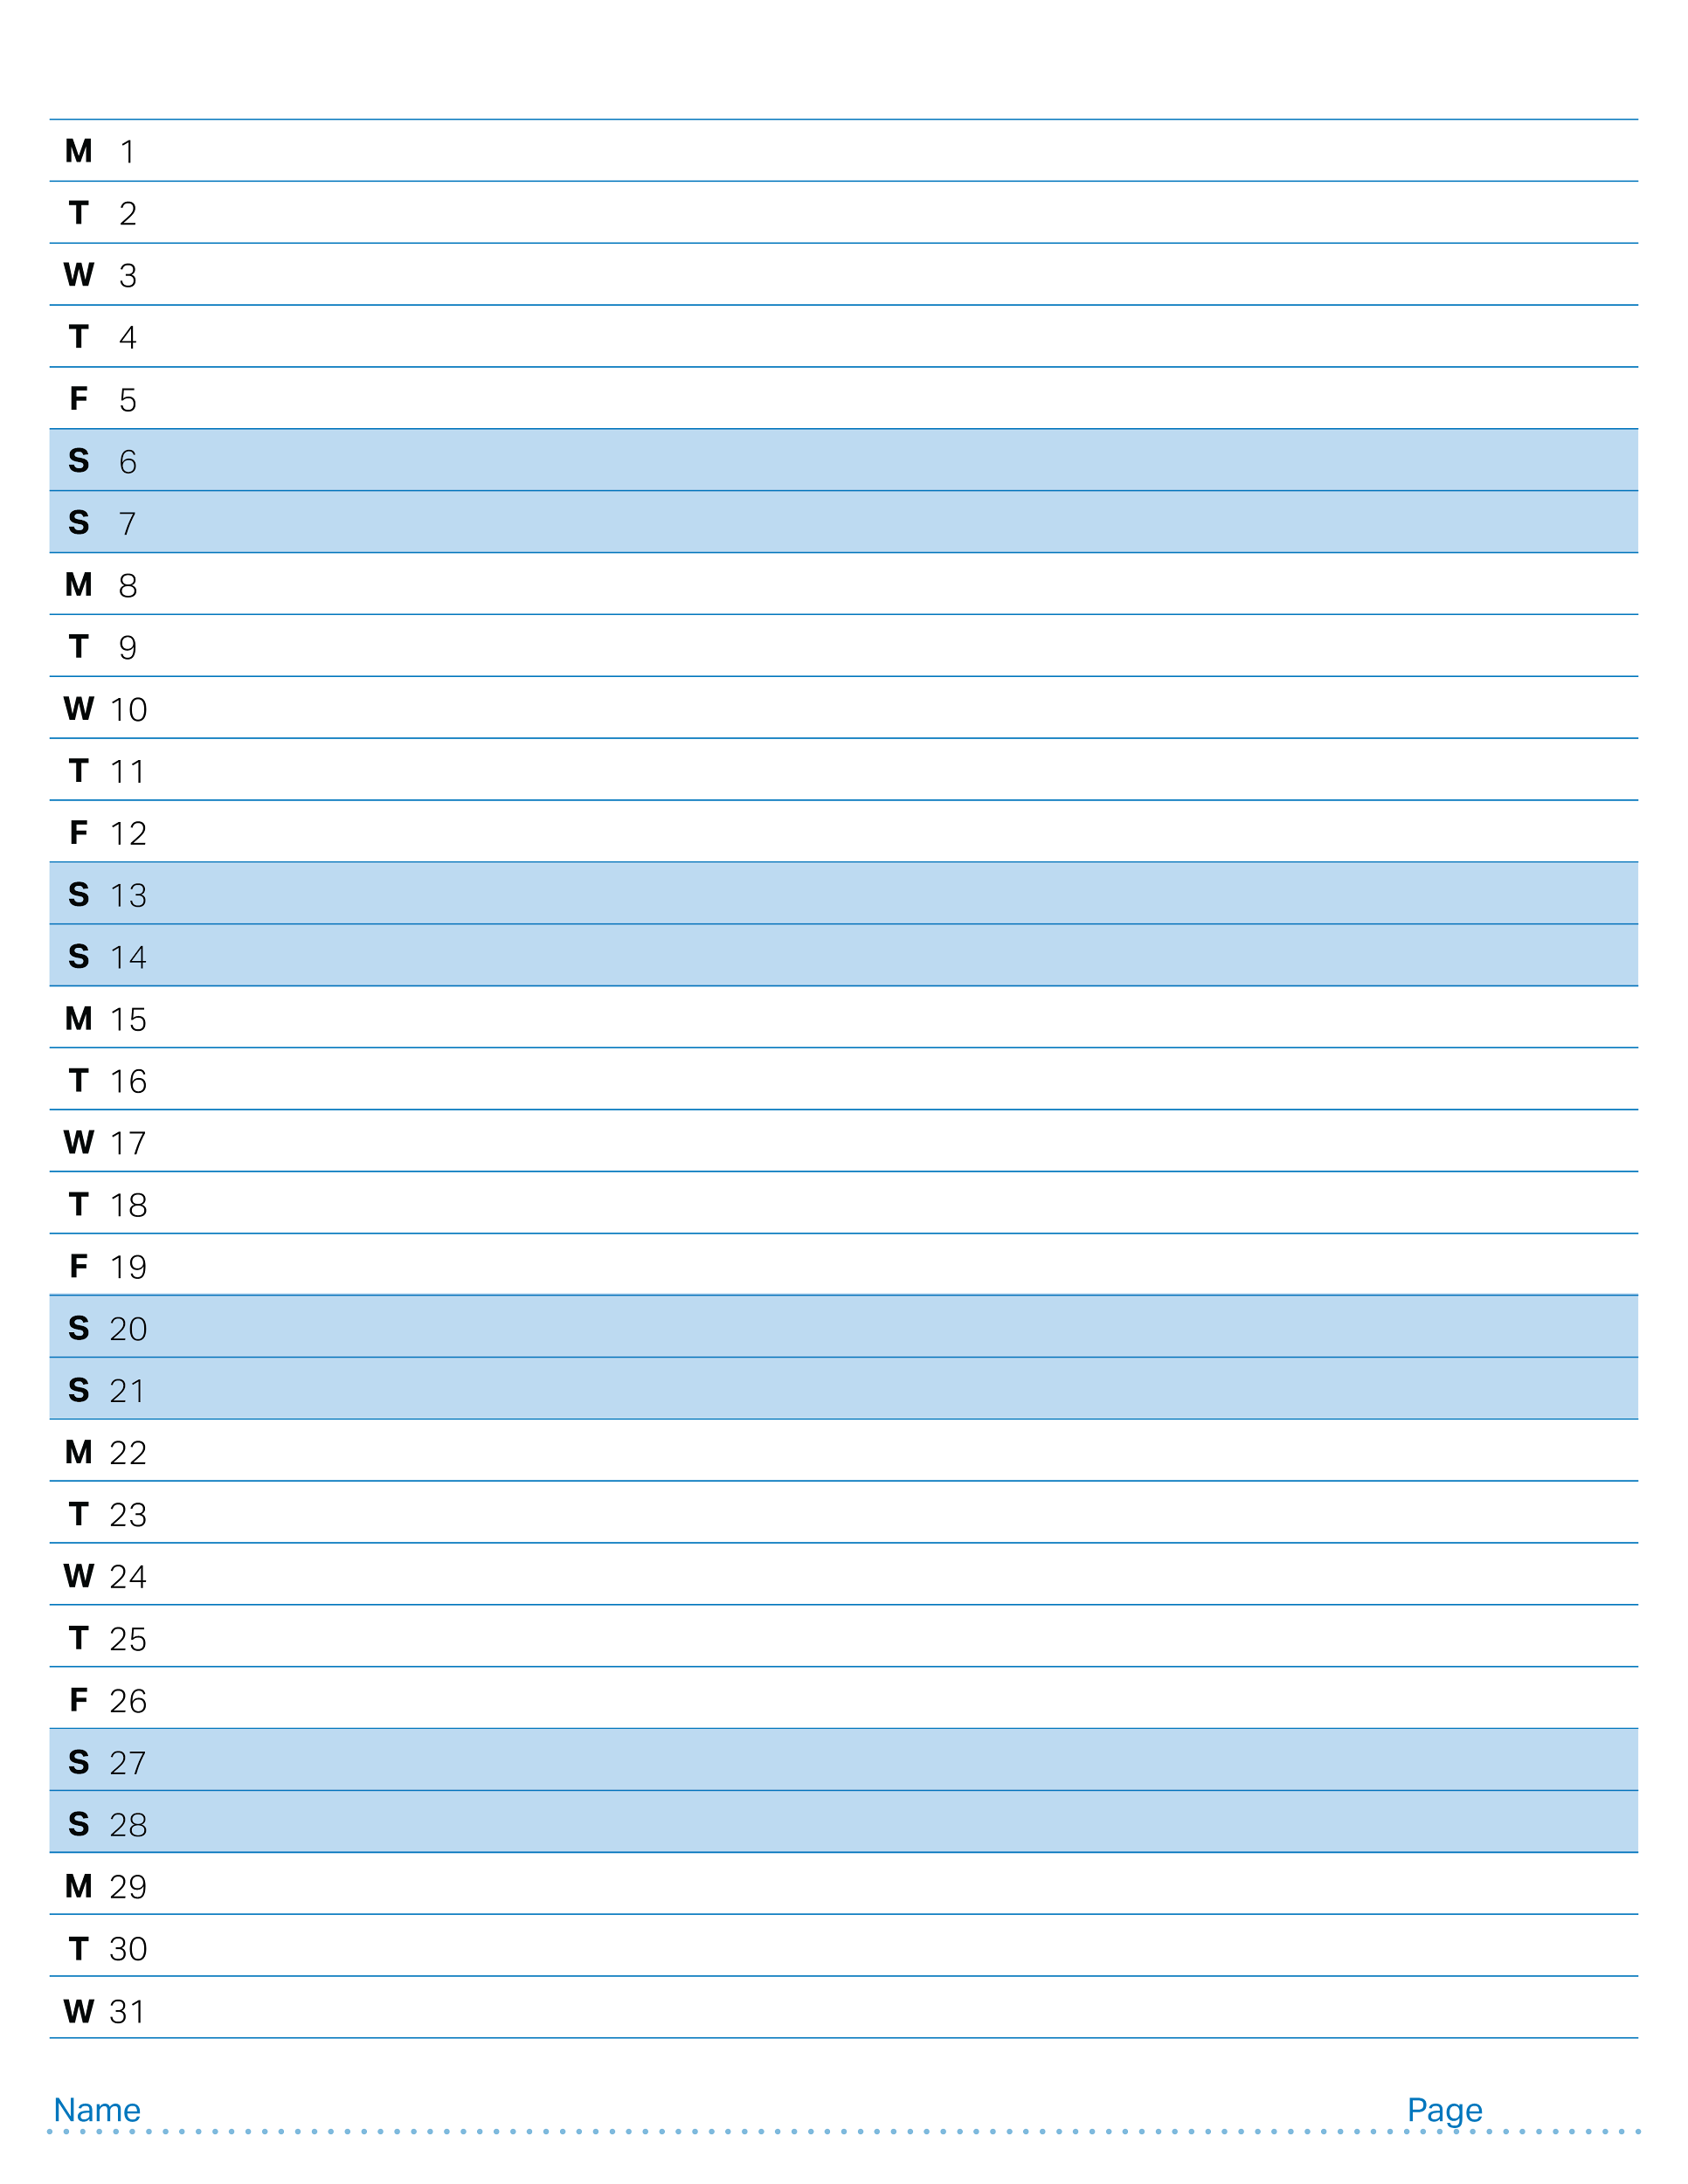 M 1
T 2
W 3
T 4
F 5
S 6
S 7
M 8
T 9
W 10
T 11
F 12
S 13
S 14
M 15
T 16
W 17
T 18
F 19
S 20
S 21
M 22
T 23
W 24
T 25
F 26
S 27
S 28
M 29
T 30
W 31
Name Page